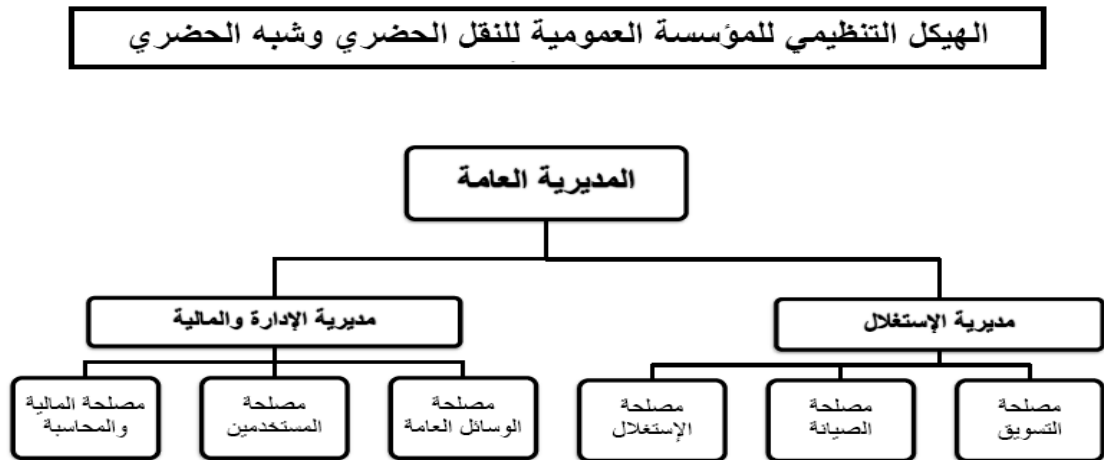 الهيكل التنظيمي للمؤسسة العمومية للنقل الحضري وشبه الحضري
المديرية العامة
مديرية الإستغلال
مديرية الإدارة والمالية
مصلحة
التسويق
مصلحة
الصيانة
مصلحة
الإستغلال
مصلحة
الوسائل العامة
مصلحة
المستخدمين
مصلحة المالية
والمحاسبة